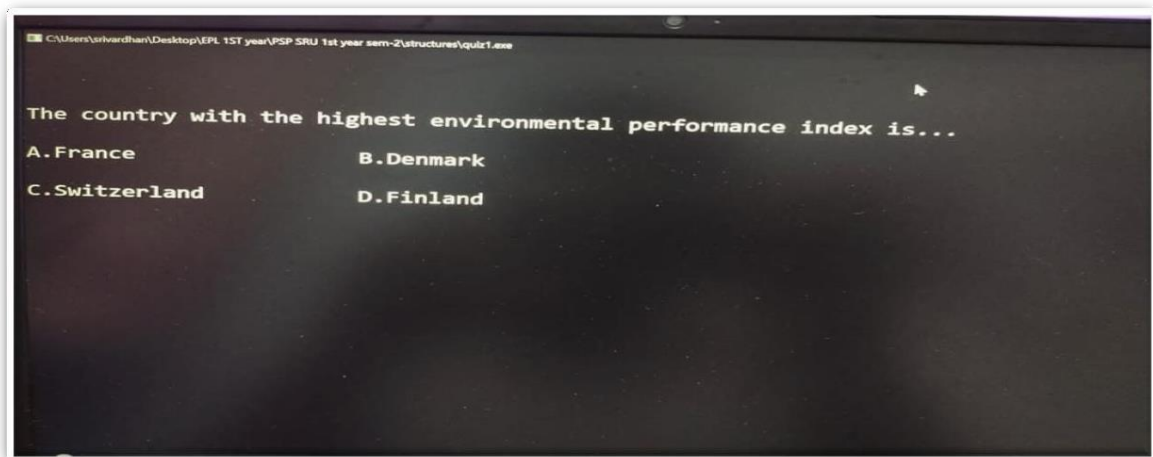 C:\Users\srivardhan\Desktop\EPL 1ST year\PSP SRU 1st year sem-2\structures\quiz1.exe
The country with the highest environmental performance index is...
A.France B.Denmark
C.Switzerland D.Finland